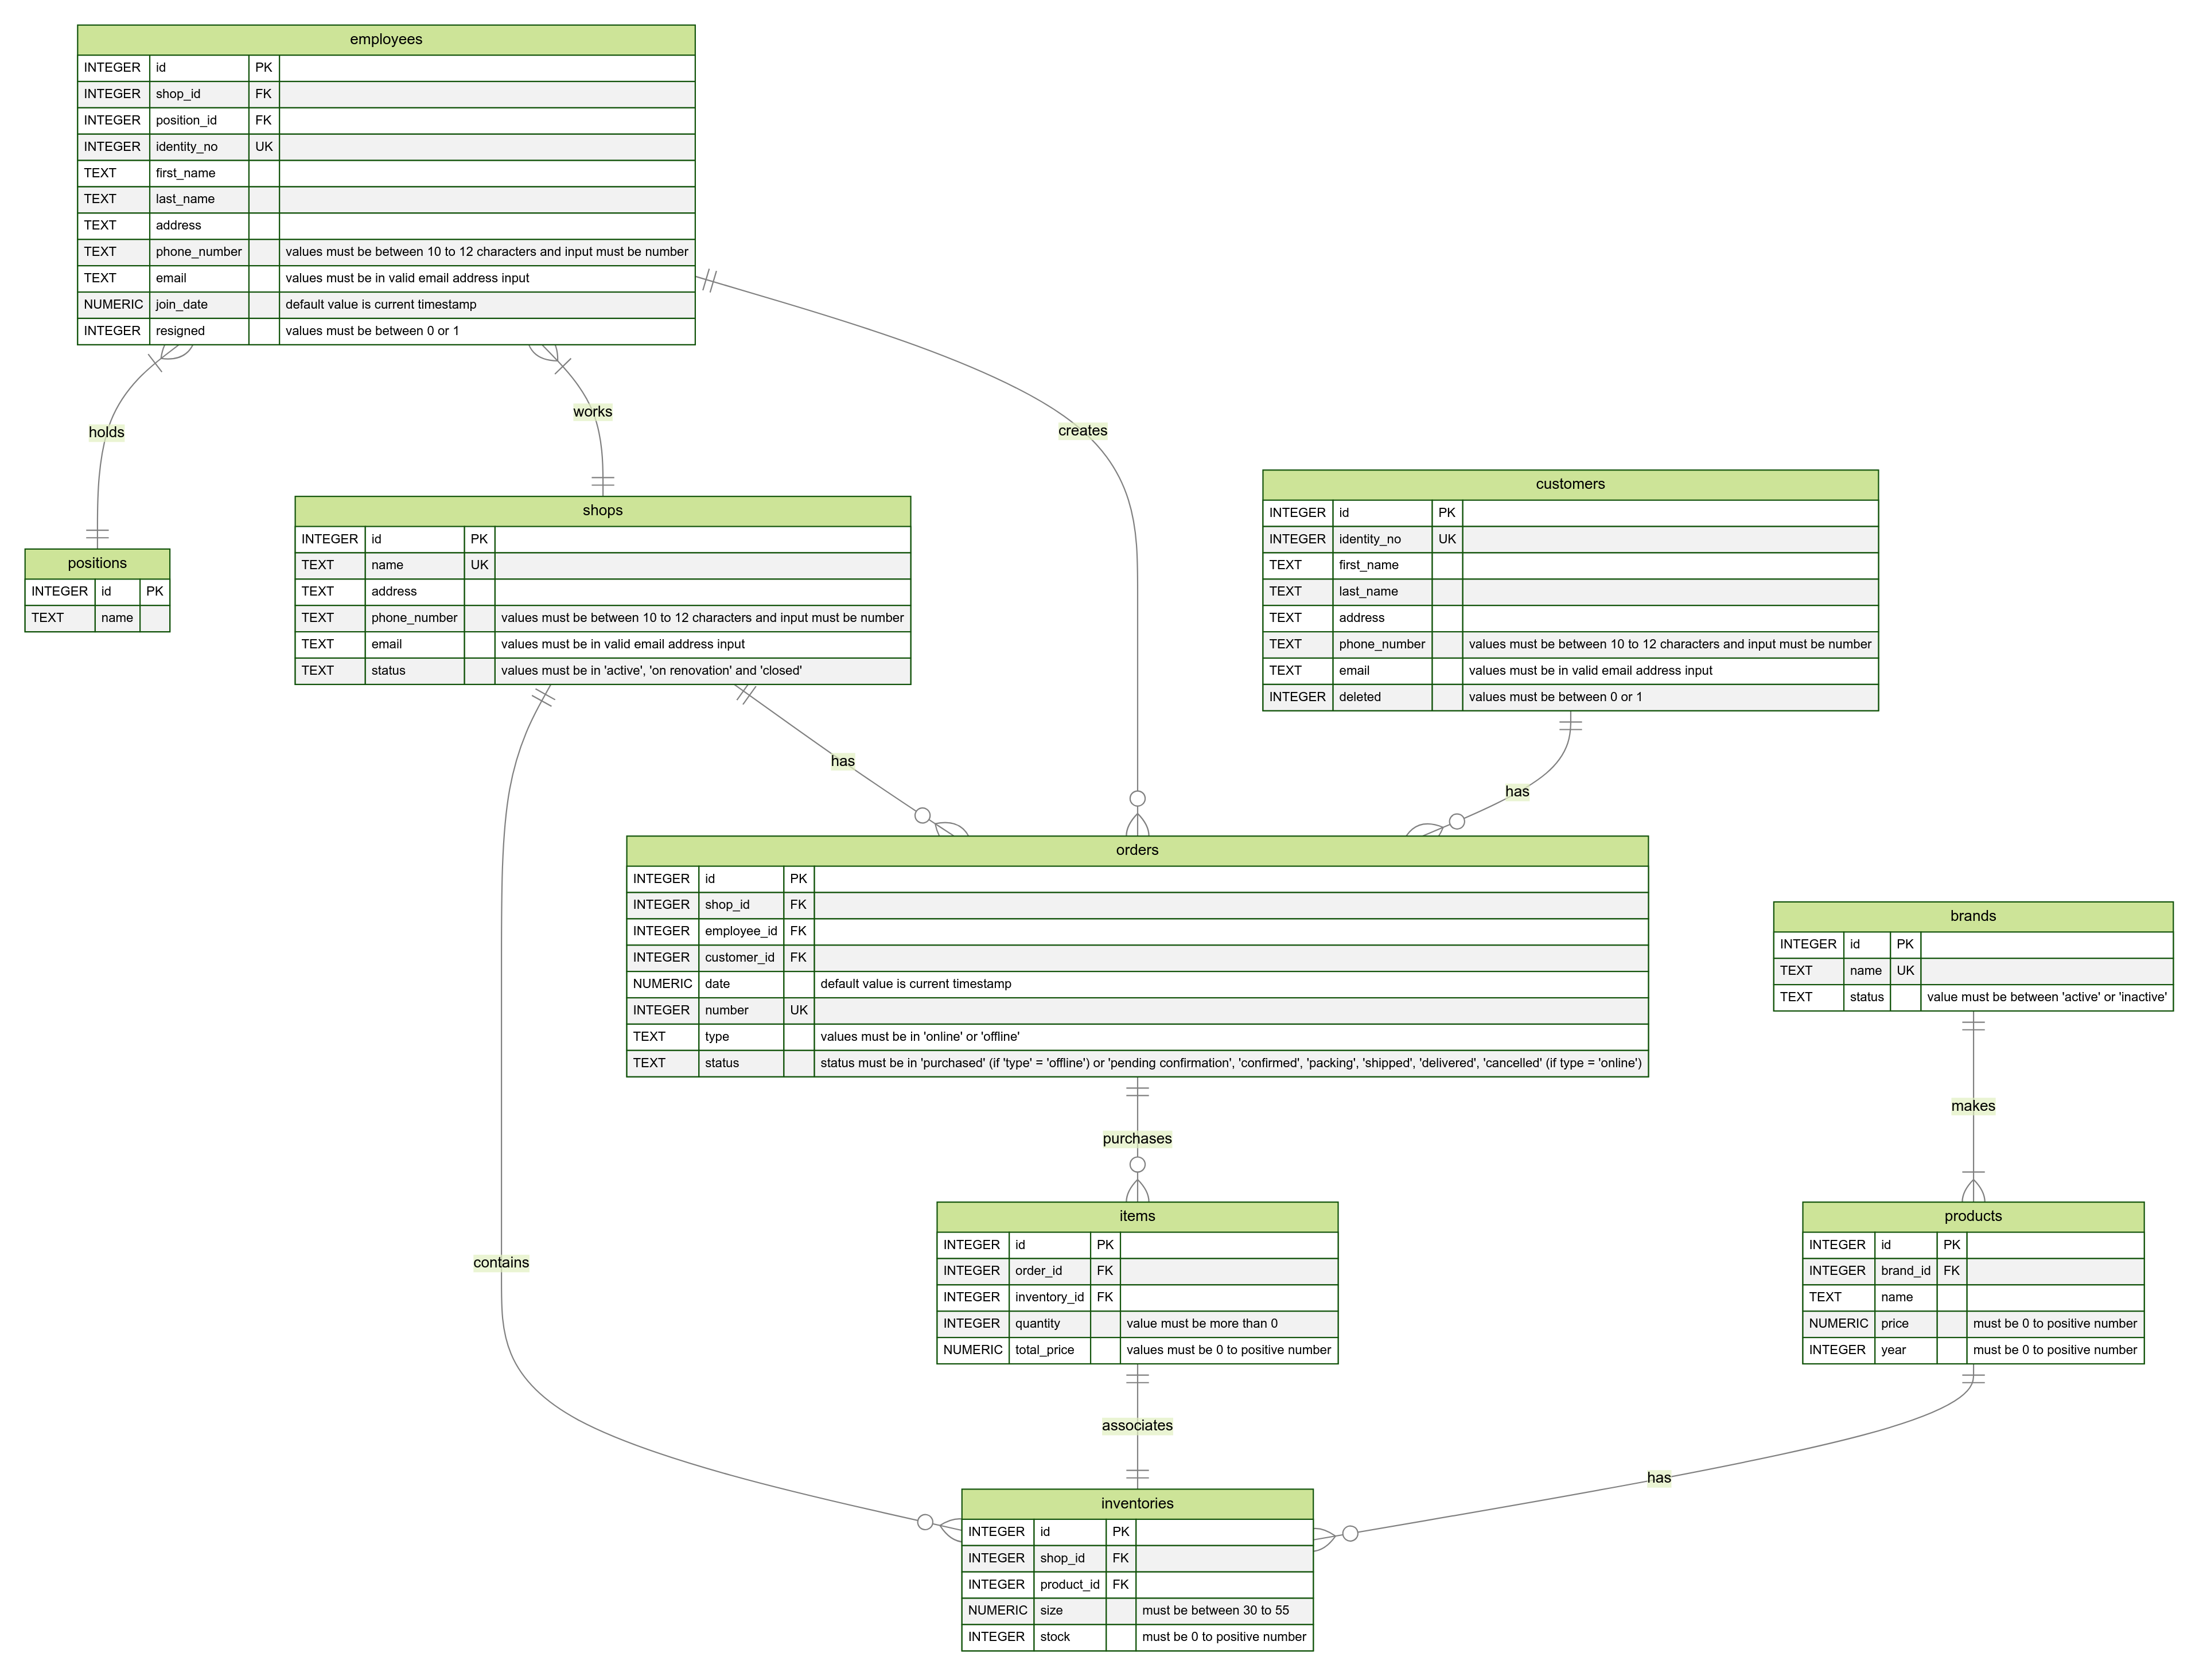 employees
INTEGER id PK
INTEGER shop_id FK
INTEGER position_id FK
INTEGER identity_no UK
TEXT first_name
TEXT last_name
TEXT address
TEXT phone_number values must be between 10 to 12 characters and input must be number
TEXT email values must be in valid email address input
NUMERIC join_date default value is current timestamp
INTEGER resigned values must be between 0 or 1
holds
works
creates
positions
INTEGER id PK
TEXT name
shops
INTEGER id PK
TEXT name UK
TEXT address
TEXT phone_number values must be between 10 to 12 characters and input must be number
TEXT email values must be in valid email address input
TEXT status values must be in 'active', 'on renovation' and 'closed'
customers
INTEGER id PK
INTEGER identity_no UK
TEXT first_name
TEXT last_name
TEXT address
TEXT phone_number values must be between 10 to 12 characters and input must be number
TEXT email values must be in valid email address input
INTEGER deleted values must be between 0 or 1
has
has
orders
INTEGER id PK
INTEGER shop_id FK
INTEGER employee_id FK
INTEGER customer_id FK
NUMERIC date default value is current timestamp
INTEGER number UK
TEXT type values must be in 'online' or 'offline'
TEXT status status must be in 'purchased' (if 'type' = 'offline') or 'pending confirmation', 'confirmed', 'packing', 'shipped', 'delivered', 'cancelled' (if type = 'online')
brands
INTEGER id PK
TEXT name UK
TEXT status value must be between 'active' or 'inactive'
purchases
makes
contains
items
INTEGER id PK
INTEGER order_id FK
INTEGER inventory_id FK
INTEGER quantity value must be more than 0
NUMERIC total_price values must be 0 to positive number
products
INTEGER id PK
INTEGER brand_id FK
TEXT name
NUMERIC price must be 0 to positive number
INTEGER year must be 0 to positive number
associates
has
inventories
INTEGER id PK
INTEGER shop_id FK
INTEGER product_id FK
NUMERIC size must be between 30 to 55
INTEGER stock must be 0 to positive number